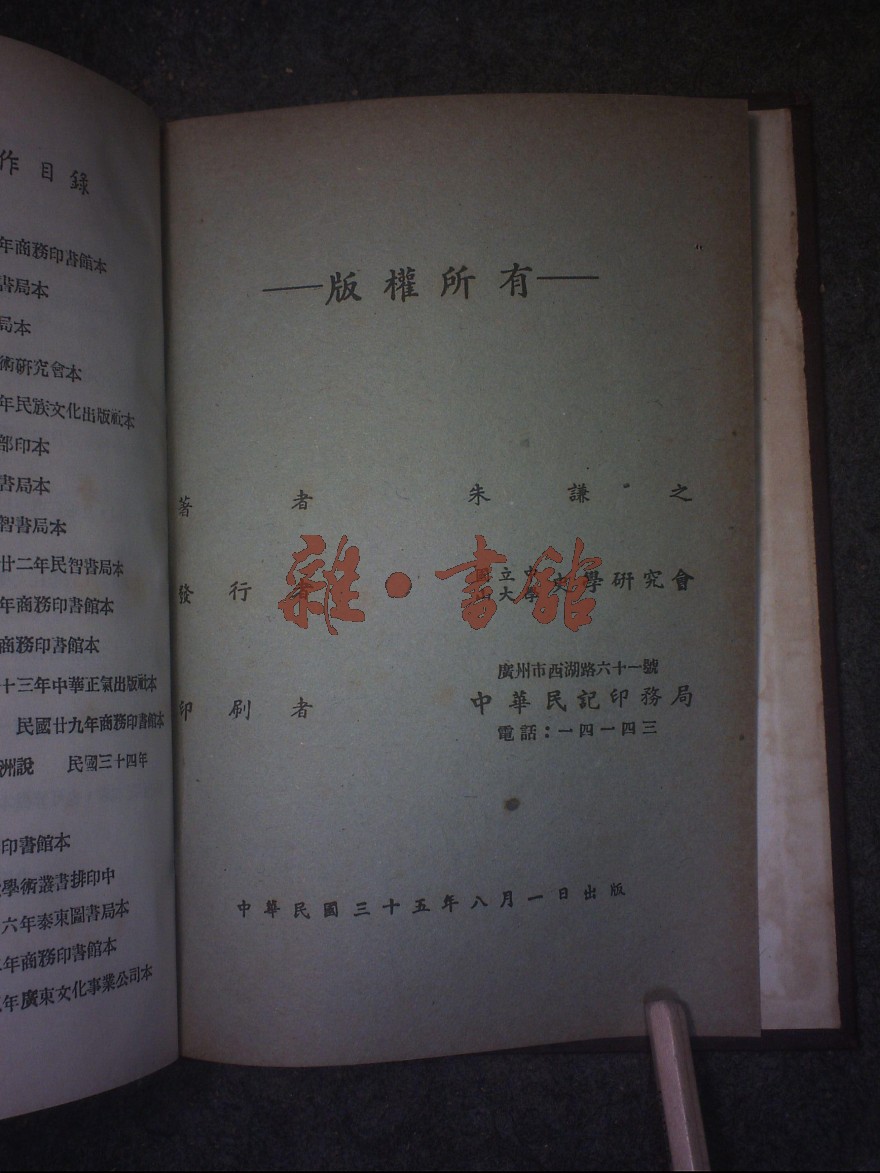 作目錄
年商務印書館本
書局本
局本
術研究會本
年民族文化出版社本
部印本
書局本
智書局本
廿二年民智書局本
年商務印書館本
商務印書館本
十三年中華正氣出版社本
民國廿九年商務印書館本
洲說 民國三十四年
印書館本
學術叢書排印中
六年泰東圖書局本
年商務印書館本
年廣東文化事業公司本
版權所有
著者 朱謙之
發行者 國立中山大學史學研究會
廣州市西湖路六十一號
印刷者 中華民記印務局
電話：一四一四三
中華民國三十五年八月一日出版
雜·書館